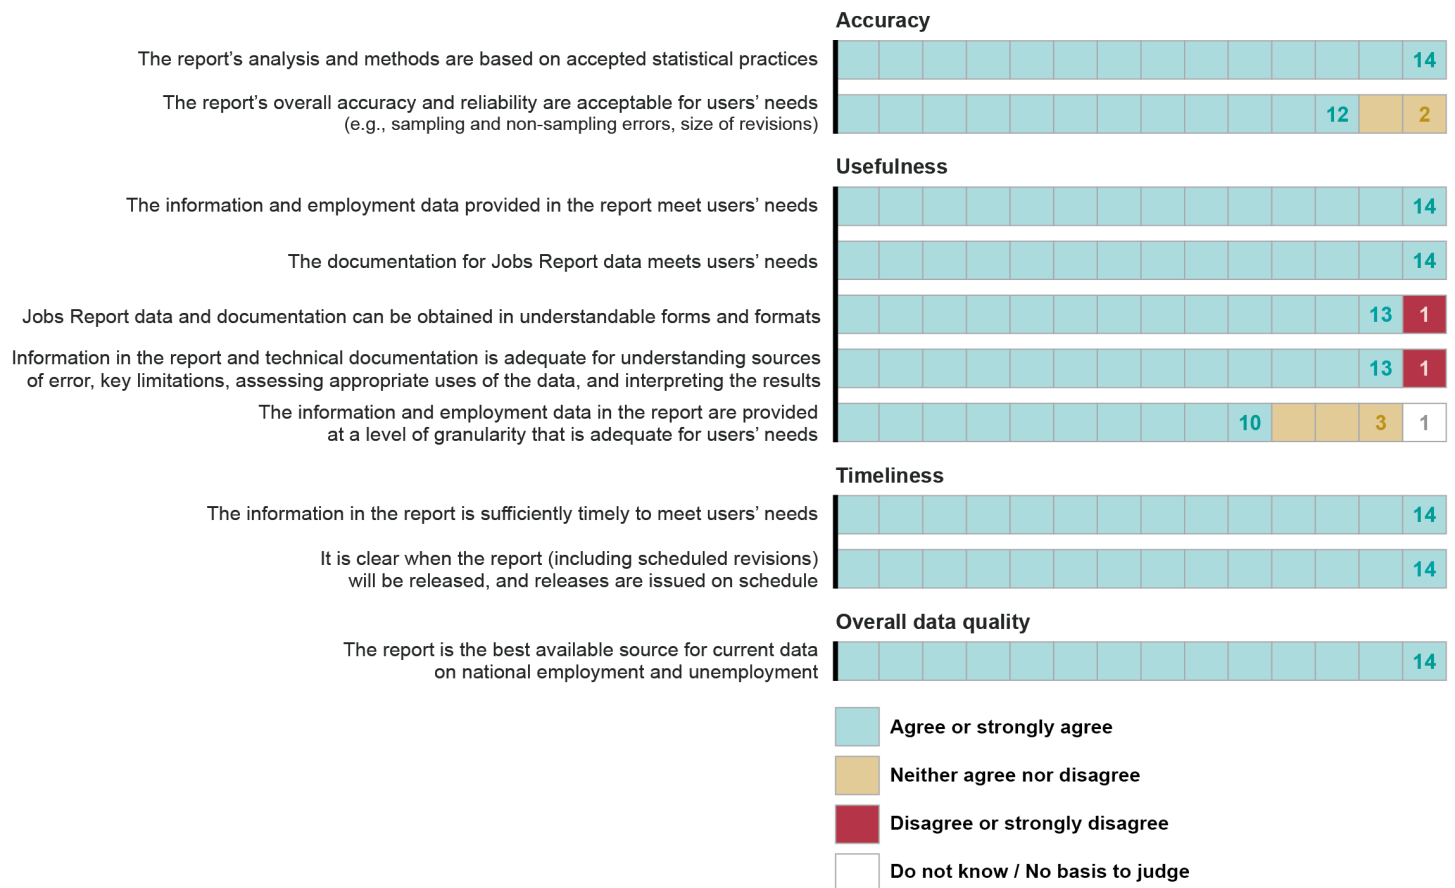 Accuracy
The report’s analysis and methods are based on accepted statistical practices
14
The report’s overall accuracy and reliability are acceptable for users’ needs
(e.g., sampling and non-sampling errors, size of revisions)
12 2
Usefulness
The information and employment data provided in the report meet users’ needs
14
The documentation for Jobs Report data meets users’ needs
14
Jobs Report data and documentation can be obtained in understandable forms and formats
13 1
Information in the report and technical documentation is adequate for understanding sources
of error, key limitations, assessing appropriate uses of the data, and interpreting the results
13 1
The information and employment data in the report are provided
at a level of granularity that is adequate for users’ needs
10 3 1
Timeliness
The information in the report is sufficiently timely to meet users’ needs
14
It is clear when the report (including scheduled revisions)
will be released, and releases are issued on schedule
14
Overall data quality
The report is the best available source for current data
on national employment and unemployment
14
Agree or strongly agree
Neither agree nor disagree
Disagree or strongly disagree
Do not know / No basis to judge